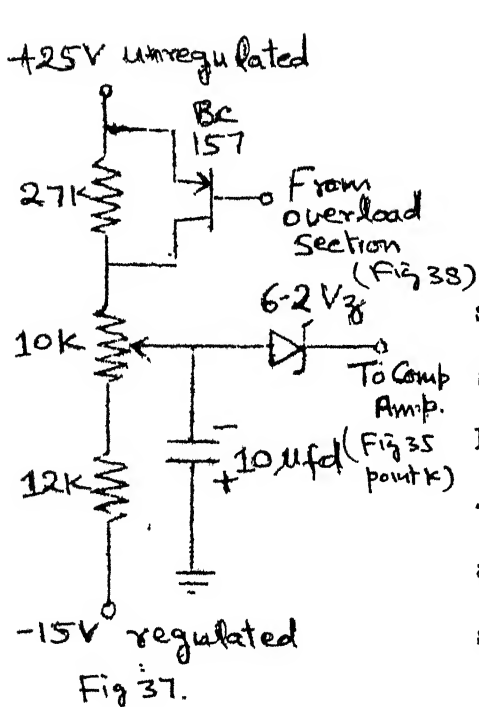 +25V unregulated
BC
157
27K
From
overload
section
(Fig 38)
6-2 Vz
10K
To Comp
Amp.
(Fig 35
point K)
-
10 µfd
+
12K
-15V regulated
Fig 37.